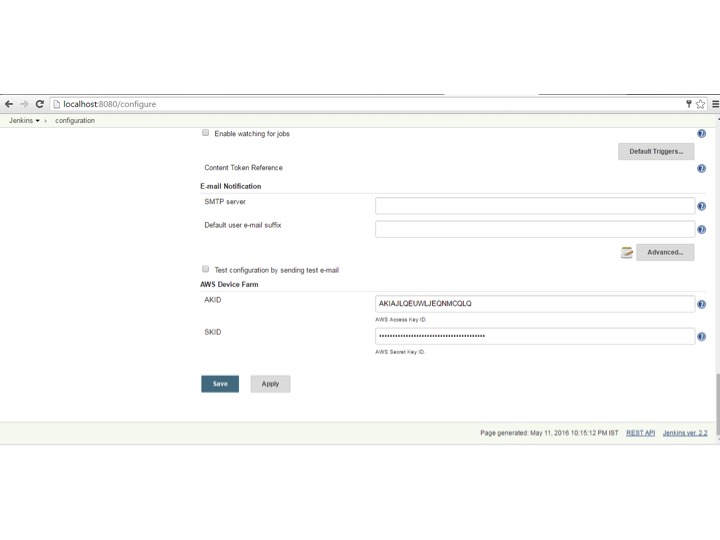 localhost:8080/configure
Jenkins configuration
Enable watching for jobs
Default Triggers...
Content Token Reference
E-mail Notification
SMTP server
Default user e-mail suffix
Advanced...
Test configuration by sending test e-mail
AWS Device Farm
AKID
AKIAJLQEUWLJEQNMCQLQ
AWS Access Key ID.
SKID
AWS Secret Key ID.
Save Apply
Page generated: May 11, 2016 10:15:12 PM IST REST API Jenkins ver. 2.2